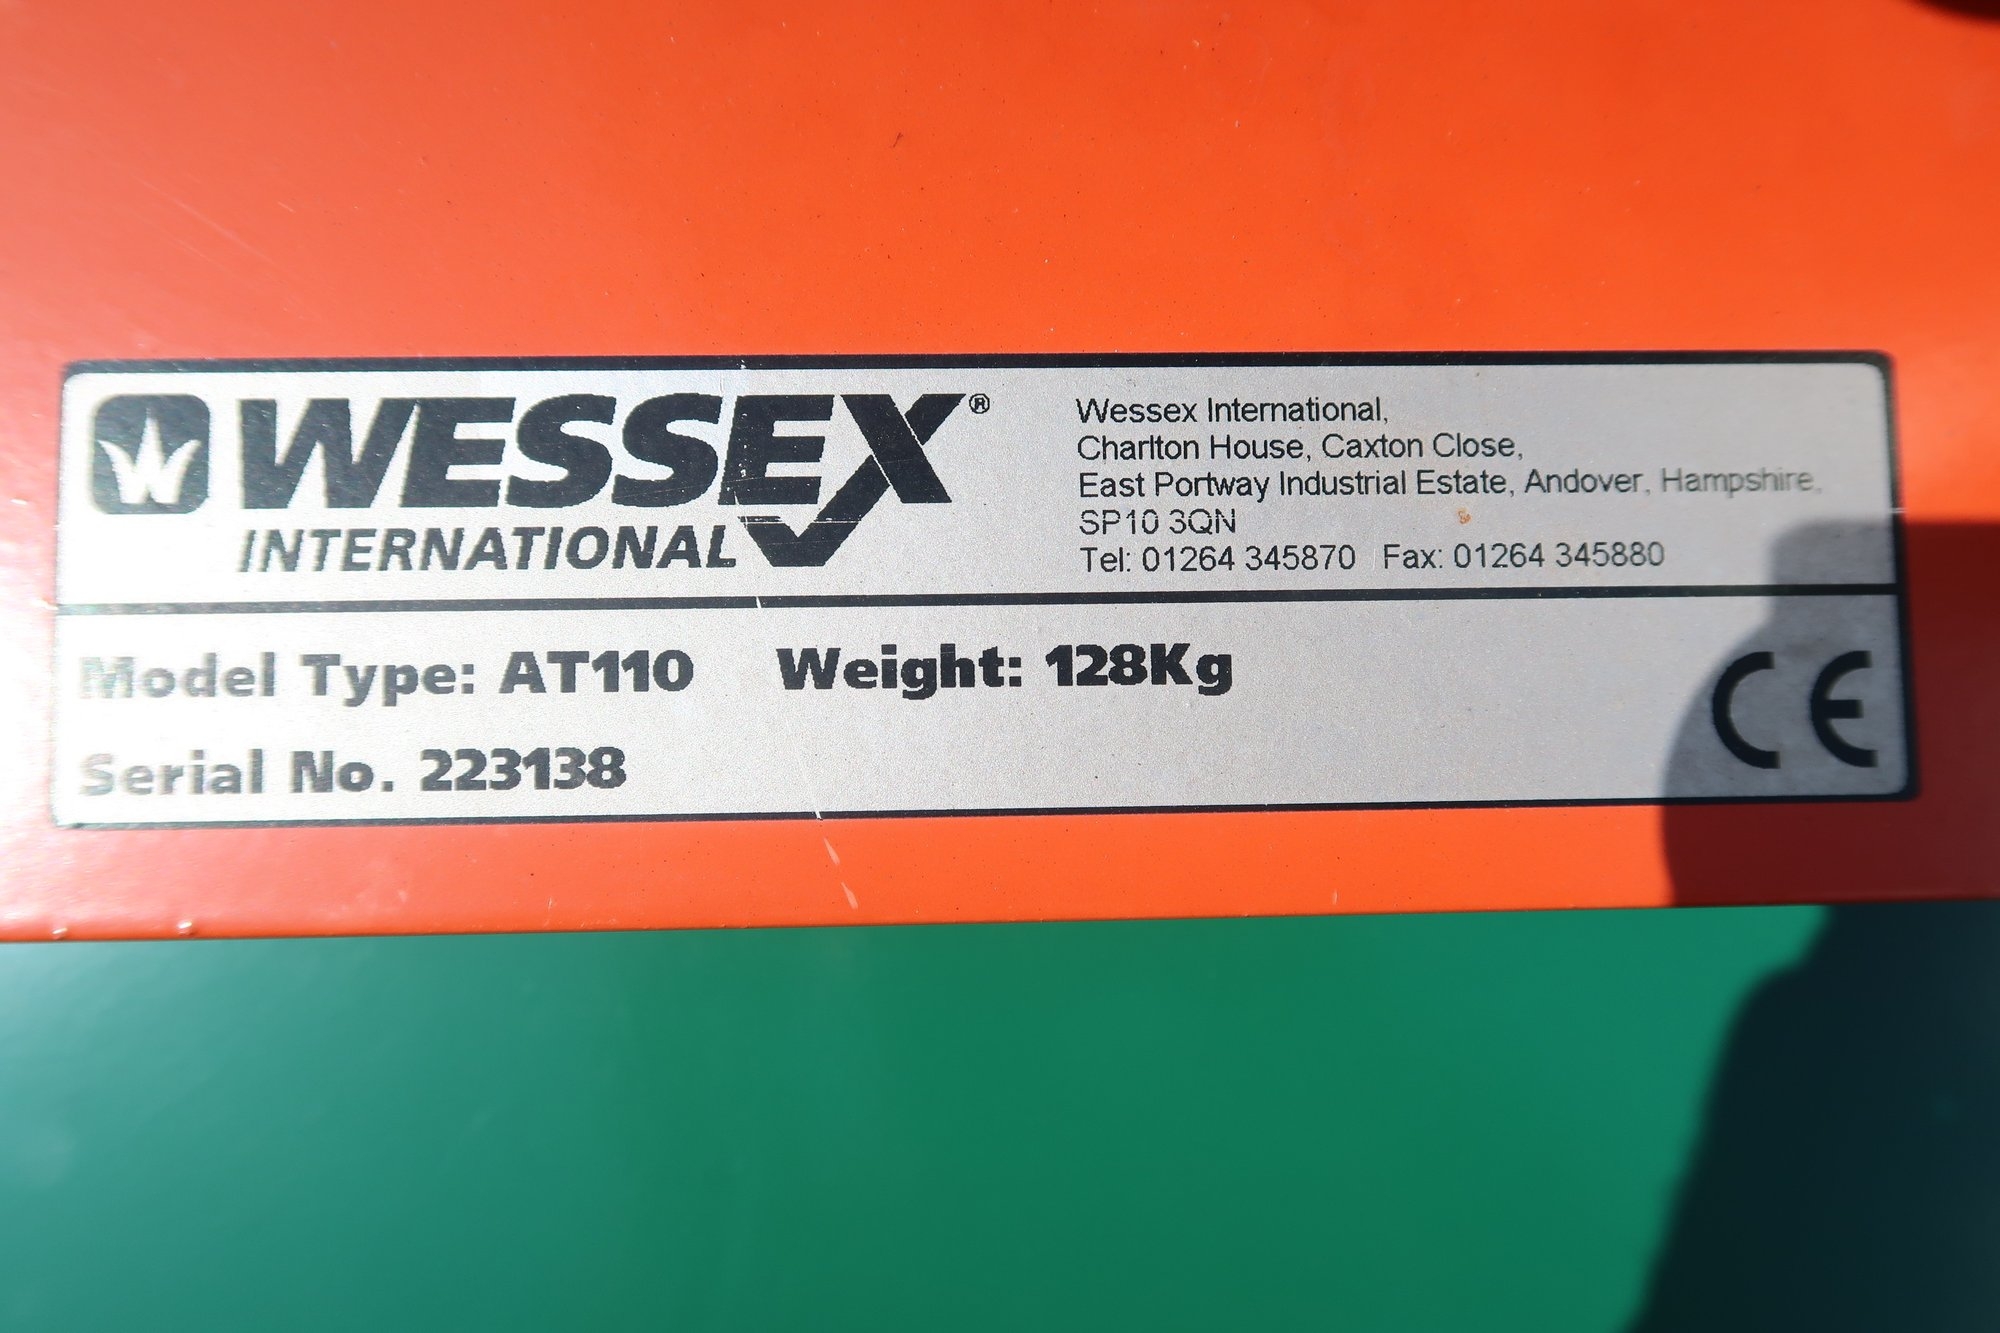 WESSEX®
INTERNATIONAL
Wessex International,
Charlton House, Caxton Close,
East Portway Industrial Estate, Andover, Hampshire,
SP10 3QN
Tel: 01264 345870 Fax: 01264 345880
Model Type: AT110 Weight: 128Kg
Serial No. 223138
CE